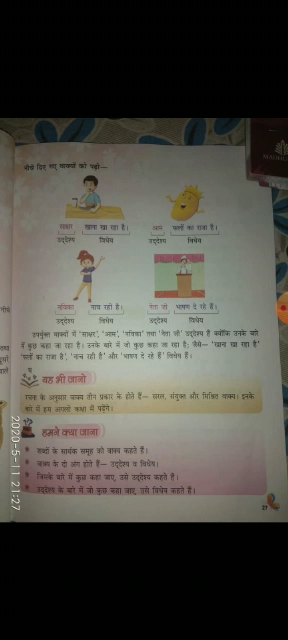 नीचे दिए गए वाक्यों को पढ़ो—
साक्षर खाना खा रहा है।
उद्देश्य विधेय
आम फलों का राजा है।
उद्देश्य विधेय
नाच रही है।
उद्देश्य विधेय
नेता जी भाषण दे रहे हैं।
उद्देश्य विधेय
उपर्युक्त वाक्यों में 'साक्षर', 'आम', तथा 'नेता जी' उद्देश्य हैं क्योंकि उनके बारे
में कुछ कहा जा रहा है। उनके बारे में जो कुछ कहा जा रहा है; जैसे— 'खाना खा रहा है'
'फलों का राजा है', 'नाच रही है' और 'भाषण दे रहे हैं' विधेय हैं।
यह भी जानो
रचना के अनुसार वाक्य तीन प्रकार के होते हैं— सरल, संयुक्त और मिश्रित वाक्य। इनके
बारे में हम अगली कक्षा में पढ़ेंगे।
हमने क्या जाना
शब्दों के सार्थक समूह को वाक्य कहते हैं।
वाक्य के दो अंग होते हैं— उद्देश्य व विधेय।
जिसके बारे में कुछ कहा जाए, उसे उद्देश्य कहते हैं।
उद्देश्य के बारे में जो कुछ कहा जाए, उसे विधेय कहते हैं।
27
2020-5-11 21:27